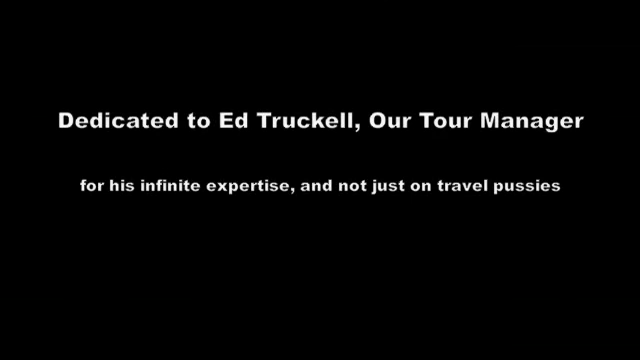 Dedicated to Ed Truckell, Our Tour Manager
for his infinite expertise, and not just on travel pussies